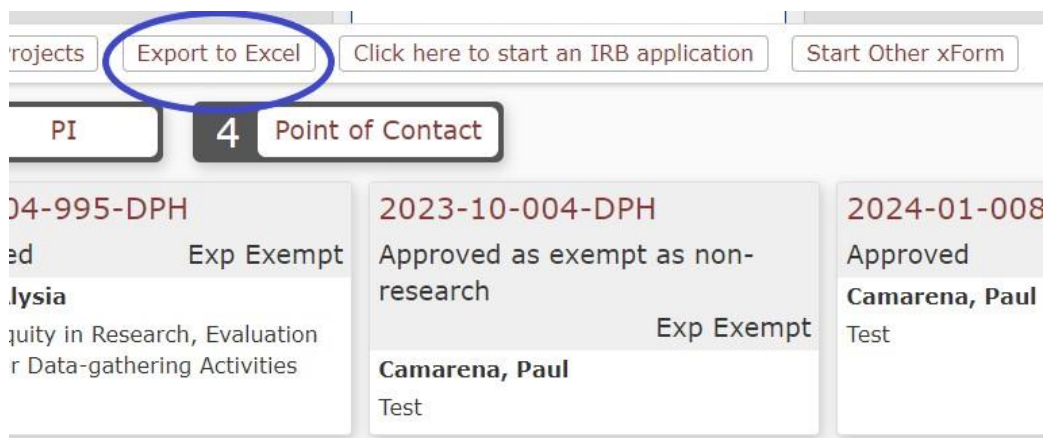 rojects Export to Excel Click here to start an IRB application Start Other xForm
PI 4 Point of Contact
04-995-DPH
ed Exp Exempt
lysia
quity in Research, Evaluation
r Data-gathering Activities
2023-10-004-DPH
Approved as exempt as non-
research
Exp Exempt
Camarena, Paul
Test
2024-01-008
Approved
Camarena, Paul
Test